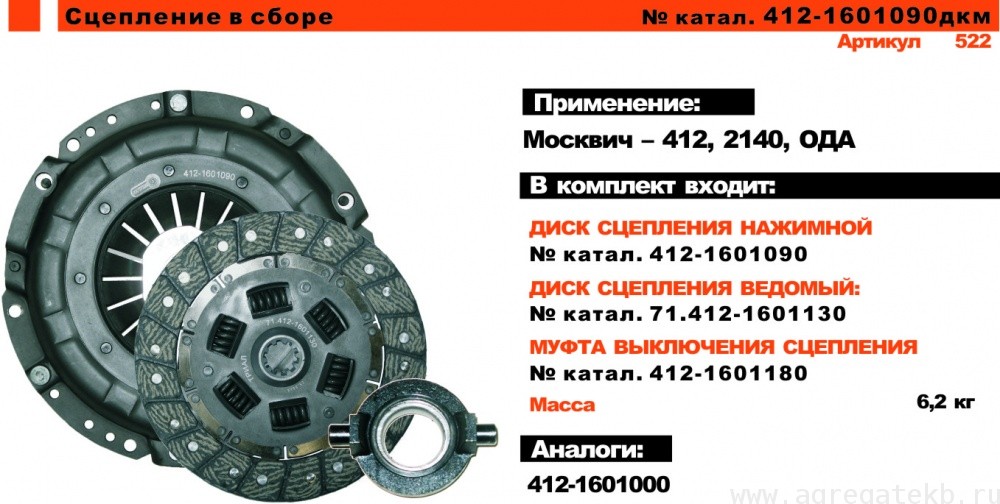 Сцепление в сборе
№ катал. 412-1601090дкм
Артикул 522
Применение:
Москвич – 412, 2140, ОДА
В комплект входит:
ДИСК СЦЕПЛЕНИЯ НАЖИМНОЙ
№ катал. 412-1601090
ДИСК СЦЕПЛЕНИЯ ВЕДОМЫЙ:
№ катал. 71.412-1601130
МУФТА ВЫКЛЮЧЕНИЯ СЦЕПЛЕНИЯ
№ катал. 412-1601180
Масса 6,2 кг
Аналоги:
412-1601000
412-1601090
71.412-1601130
ТРИАЛ
www.agregatekb.ru